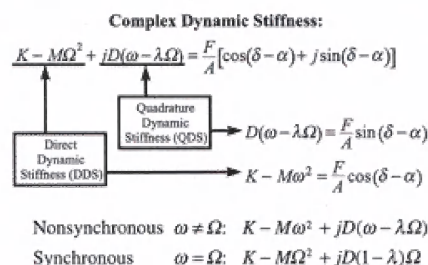 Complex Dynamic Stiffness:
K − MΩ² + jD(ω − λΩ) = F/A [cos(δ − α) + j sin(δ − α)]
Quadrature
Dynamic
Stiffness (QDS)
D(ω − λΩ) = F/A sin(δ − α)
Direct
Dynamic
Stiffness (DDS)
K − Mω² = F/A cos(δ − α)
Nonsynchronous ω ≠ Ω: K − Mω² + jD(ω − λΩ)
Synchronous ω = Ω: K − MΩ² + jD(1 − λ)Ω